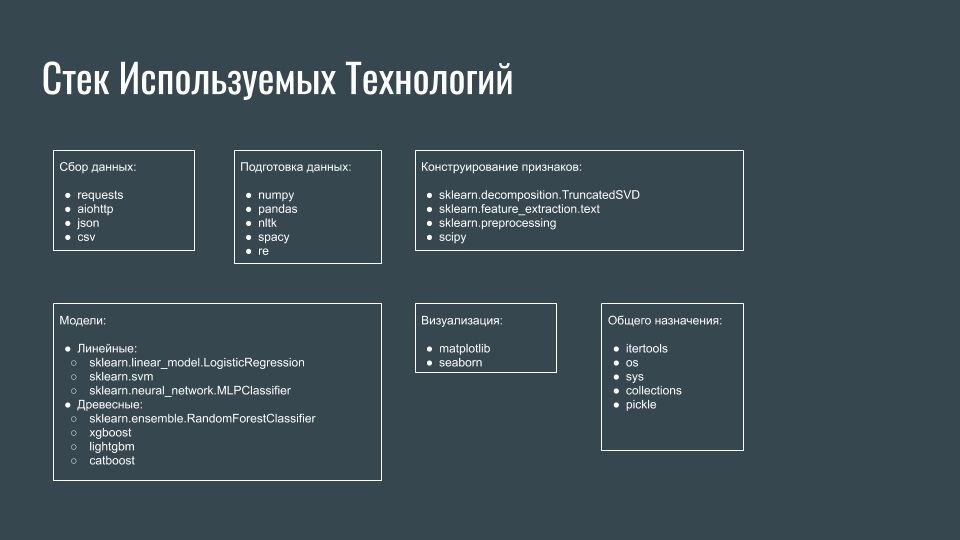 Стек Используемых Технологий
Сбор данных:
● requests
● aiohttp
● json
● csv
Подготовка данных:
● numpy
● pandas
● nltk
● spacy
● re
Конструирование признаков:
● sklearn.decomposition.TruncatedSVD
● sklearn.feature_extraction.text
● sklearn.preprocessing
● scipy
Модели:
● Линейные:
○ sklearn.linear_model.LogisticRegression
○ sklearn.svm
○ sklearn.neural_network.MLPClassifier
● Древесные:
○ sklearn.ensemble.RandomForestClassifier
○ xgboost
○ lightgbm
○ catboost
Визуализация:
● matplotlib
● seaborn
Общего назначения:
● itertools
● os
● sys
● collections
● pickle